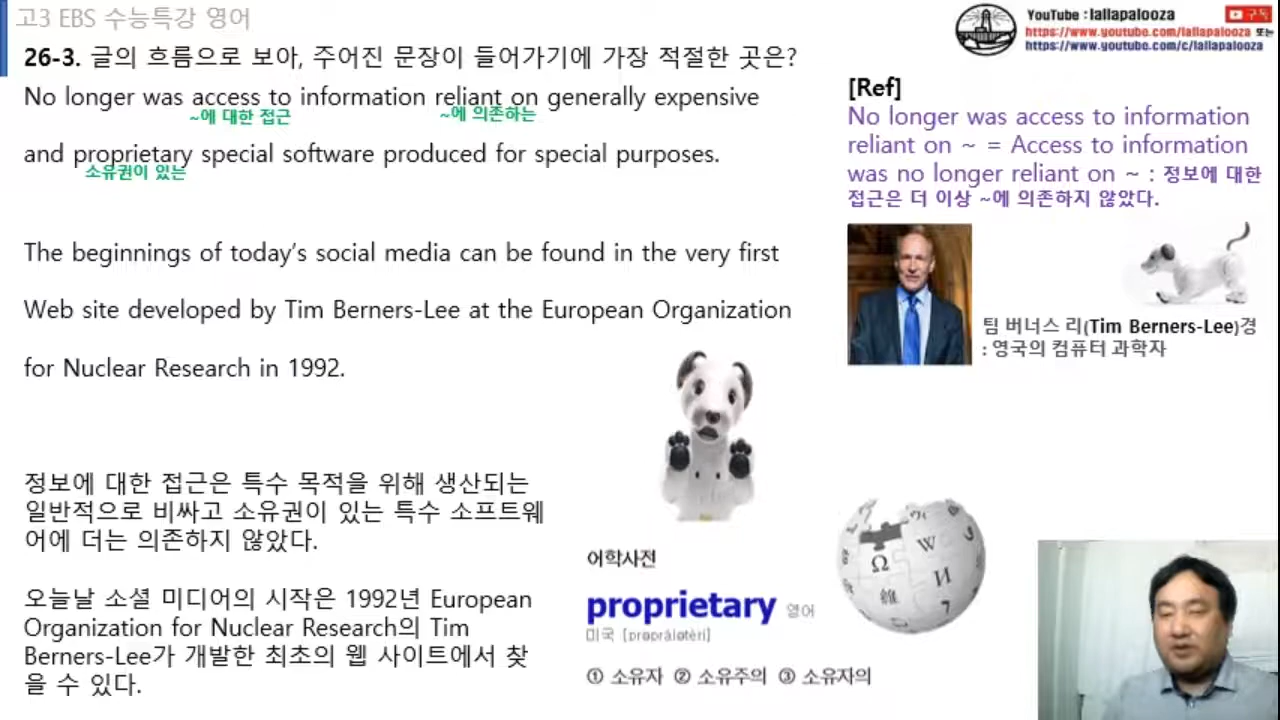 고3 EBS 수능특강 영어
YouTube : lallapalooza
구독
https://www.youtube.com/lallapalooza 또는
https://www.youtube.com/c/lallapalooza
26-3. 글의 흐름으로 보아, 주어진 문장이 들어가기에 가장 적절한 곳은?
No longer was access to information reliant on generally expensive
~에 대한 접근
~에 의존하는
and proprietary special software produced for special purposes.
소유권이 있는
The beginnings of today's social media can be found in the very first
Web site developed by Tim Berners-Lee at the European Organization
for Nuclear Research in 1992.
[Ref]
No longer was access to information
reliant on ~ = Access to information
was no longer reliant on ~ : 정보에 대한
접근은 더 이상 ~에 의존하지 않았다.
팀 버너스 리(Tim Berners-Lee)경
: 영국의 컴퓨터 과학자
정보에 대한 접근은 특수 목적을 위해 생산되는
일반적으로 비싸고 소유권이 있는 특수 소프트웨
어에 더는 의존하지 않았다.
오늘날 소셜 미디어의 시작은 1992년 European
Organization for Nuclear Research의 Tim
Berners-Lee가 개발한 최초의 웹 사이트에서 찾
을 수 있다.
어학사전
proprietary 영어
미국 [prəpráiətèri]
① 소유자 ② 소유주의 ③ 소유자의
Ω W И
維 7